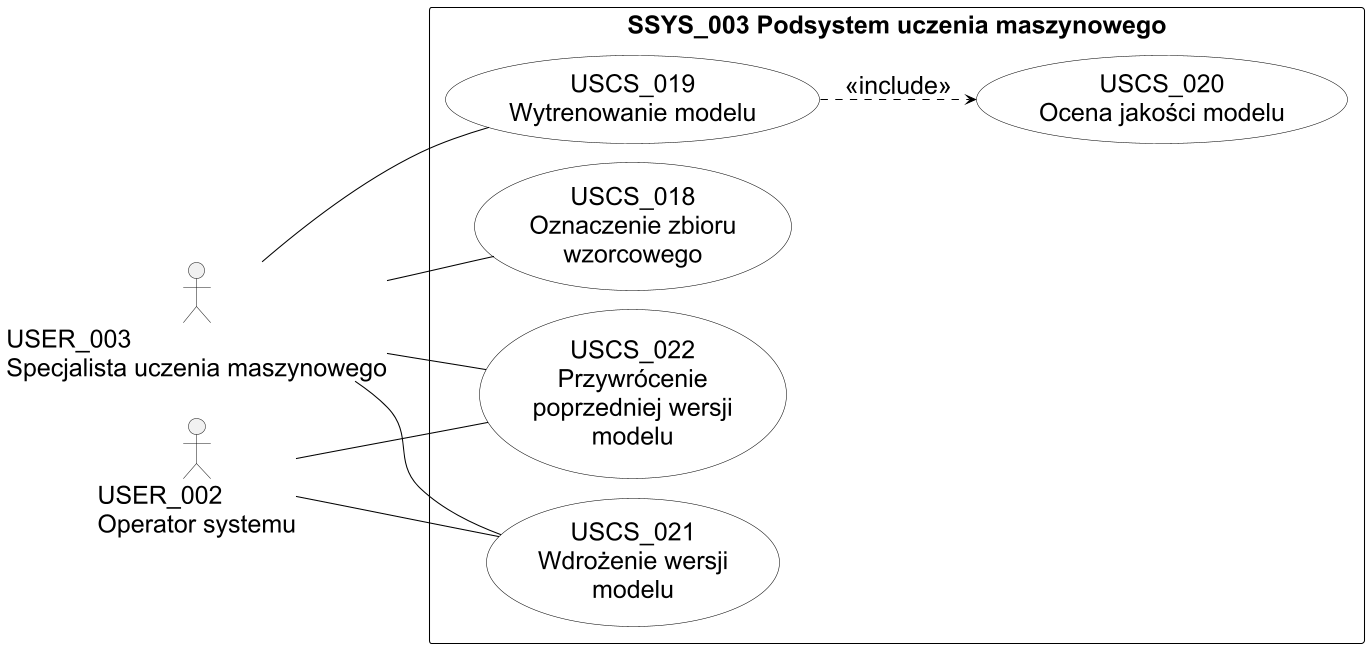 SSYS_003 Podsystem uczenia maszynowego
USCS_019
Wytrenowanie modelu
«include»
USCS_020
Ocena jakości modelu
USCS_018
Oznaczenie zbioru
wzorcowego
USER_003
Specjalista uczenia maszynowego
USCS_022
Przywrócenie
poprzedniej wersji
modelu
USER_002
Operator systemu
USCS_021
Wdrożenie wersji
modelu